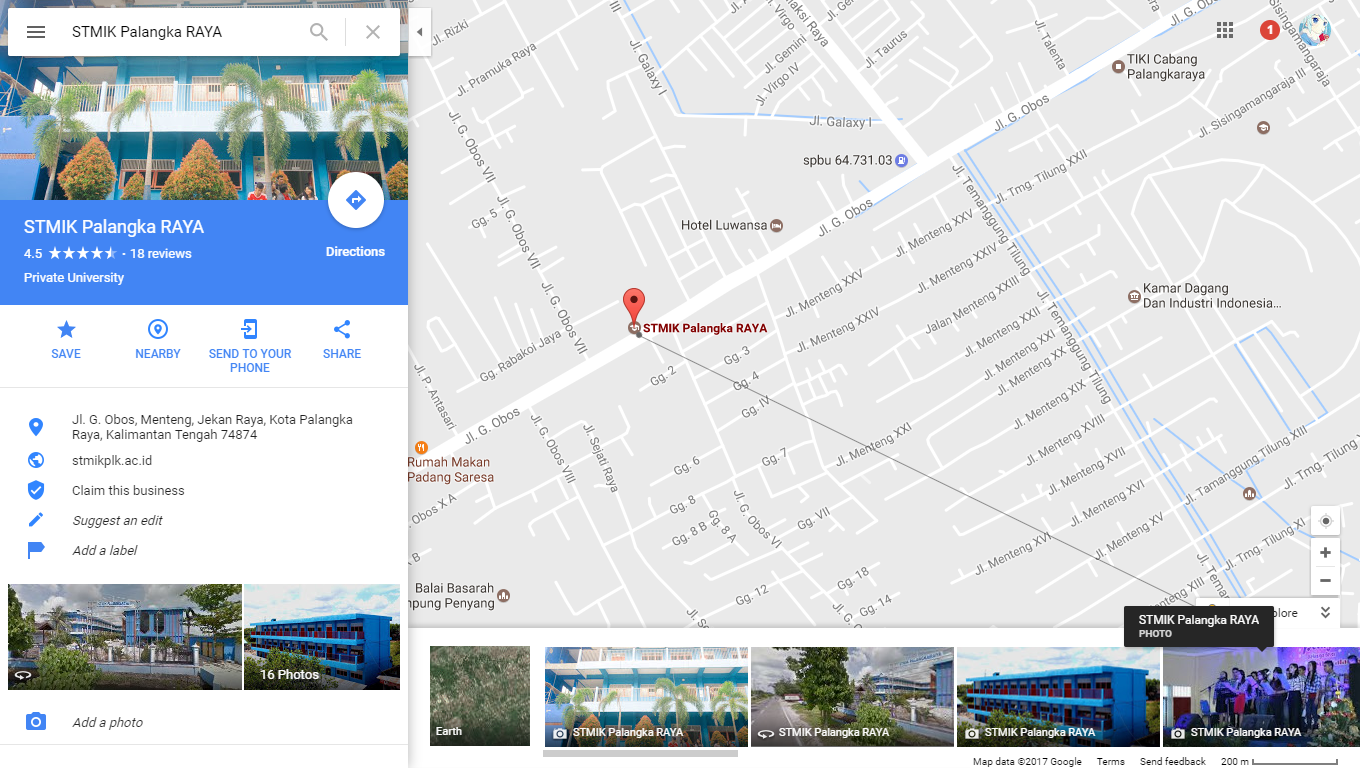 STMIK Palangka RAYA
STMIK Palangka RAYA
4.5
18 reviews
Private University
Directions
SAVE
NEARBY
SEND TO YOUR
PHONE
SHARE
Jl. G. Obos, Menteng, Jekan Raya, Kota Palangka
Raya, Kalimantan Tengah 74874
stmikplk.ac.id
Claim this business
Suggest an edit
Add a label
16 Photos
Add a photo
Jl. Rizki
Jl. Pramuka Raya
Jl. Galaxy I
Jl. Virgo
Raya
Jl. Gemini
Jl. Virgo IV
Jl. Taurus
Jl. Talenta
Sisingamangaraja
1
TIKI Cabang
Palangkaraya
Jl. G. Obos
Jl. Sisingamangaraja III
Jl. Galaxy I
spbu 64.731.03
Jl. G. Obos VII
Jl. G. Obos VII
Jl. G. Obos VII
Gg. 5
Hotel Luwansa
Jl. G. Obos
Jl. Tmg. Tilung XXII
Jl. Temanggung Tilung
Jl. Menteng XXV
Jl. Menteng XXIV
Jl. Menteng XXV
Jl. Menteng XXIII
Kamar Dagang
Dan Industri Indonesia...
STMIK Palangka RAYA
Jl. Menteng XXIV
Jalan Menteng XXII
Gg. Rabakoi Jaya
Gg. 3
Gg. 2
Gg. 4
Gg. IV
Jl. Menteng XXIII
Jl. Menteng XX
Jl. Temanggung Tilung
Jl. P. Antasari
Jl. G. Obos
Jl. Menteng XIX
Jl. Menteng XVIII
Jl. Menteng XXI
Jl. Tmg. Tilung XIII
Jl. Menteng XVII
Rumah Makan
Padang Saresa
Jl. G. Obos VIII
Jl. Sejati Raya
Gg. 6
Gg. 7
Jl. Menteng XVI
Jl. Tamanggung Tilung XII
Obos X A
Gg. 8
Gg. 8 B
Gg. 8 A
Jl. G. Obos VI
Gg. VII
Jl. Menteng XVI
Jl. Menteng XV
Jl. Tmg. Tilung XI
Jl. Tmg.
Balai Basarah
Penyang
Gg. 12
Gg. 18
Gg. 14
Jl. Menteng XIII
STMIK Palangka RAYA
PHOTO
Earth
STMIK Palangka RAYA
STMIK Palangka RAYA
STMIK Palangka RAYA
STMIK Palangka RAYA
Map data ©2017 Google
Terms
Send feedback
200 m